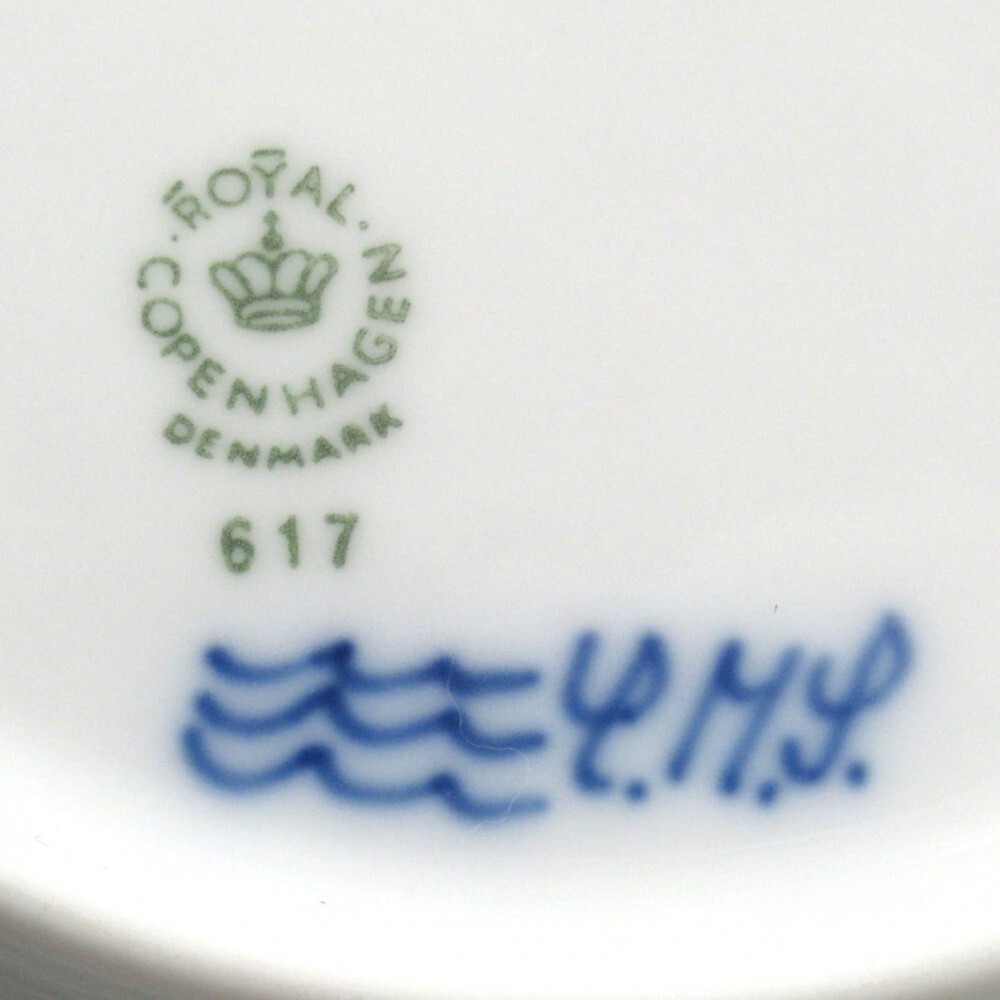 ROYAL
COPENHAGEN
DENMARK
617